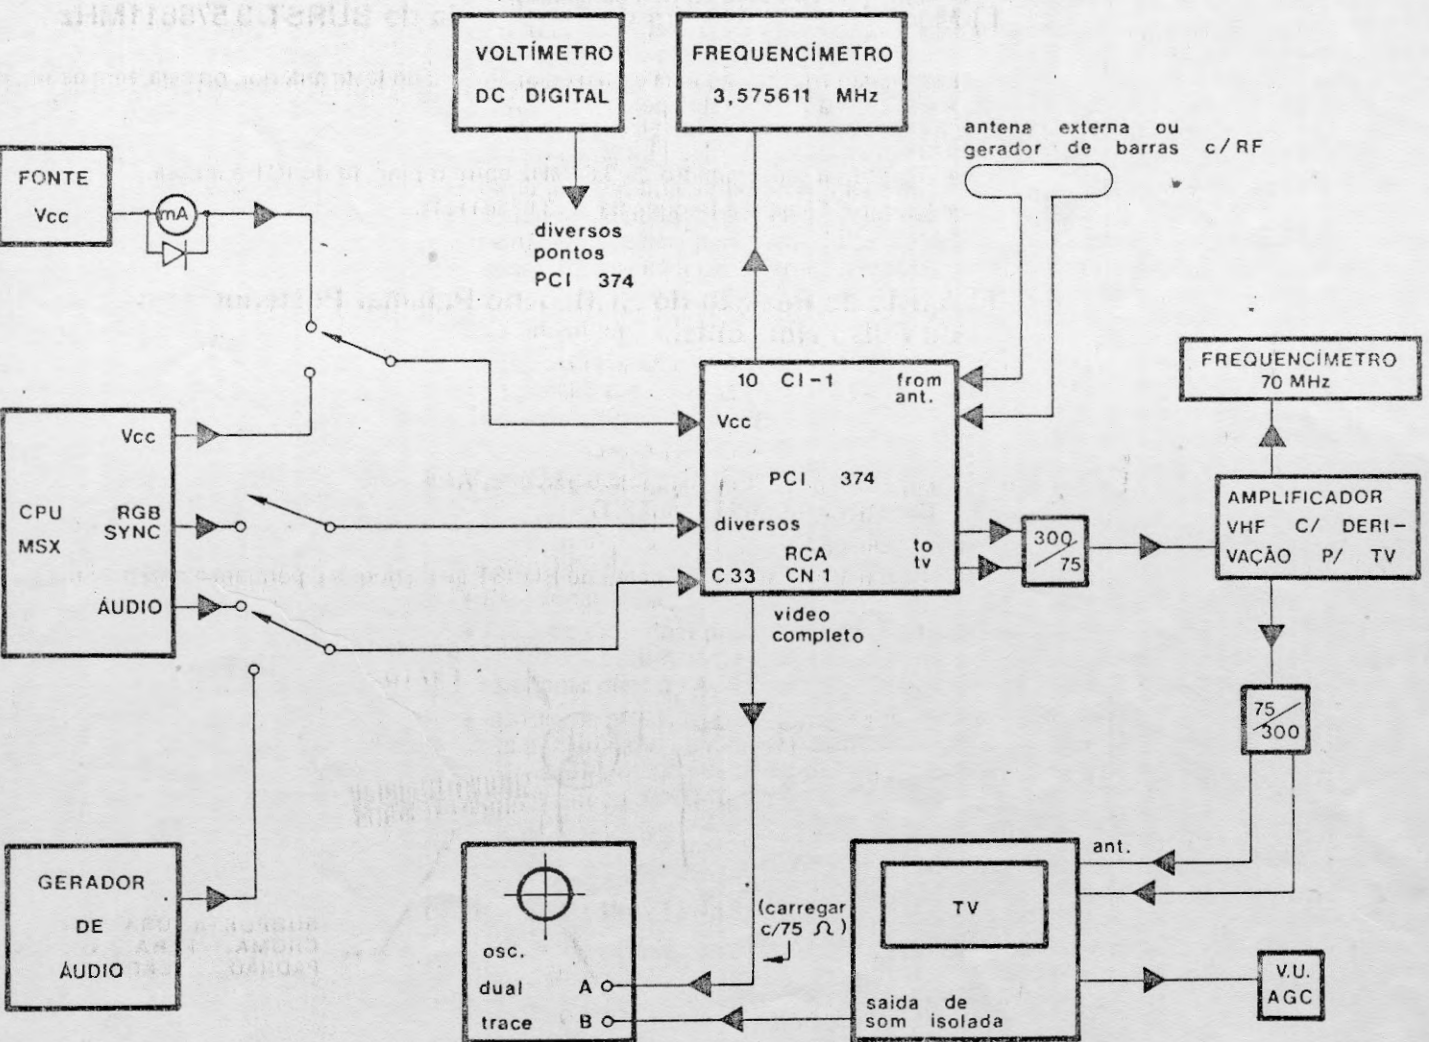 VOLTÍMETRO
DC DIGITAL
FREQUENCÍMETRO
3,575611 MHz
antena externa ou
gerador de barras c/RF
FONTE
Vcc
mA
diversos
pontos
PCI 374
FREQUENCÍMETRO
70 MHz
10 CI-1
from
ant.
Vcc
PCI 374
diversos
RCA
CN 1
C33
to
tv
Vcc
CPU
MSX
RGB
SYNC
ÁUDIO
300
75
AMPLIFICADOR
VHF C/ DERI-
VAÇÃO P/ TV
video
completo
75
300
GERADOR
DE
ÁUDIO
osc.
dual
trace
A
B
(carregar
c/75 Ω)
ant.
TV
saida de
som isolada
V.U.
AGC